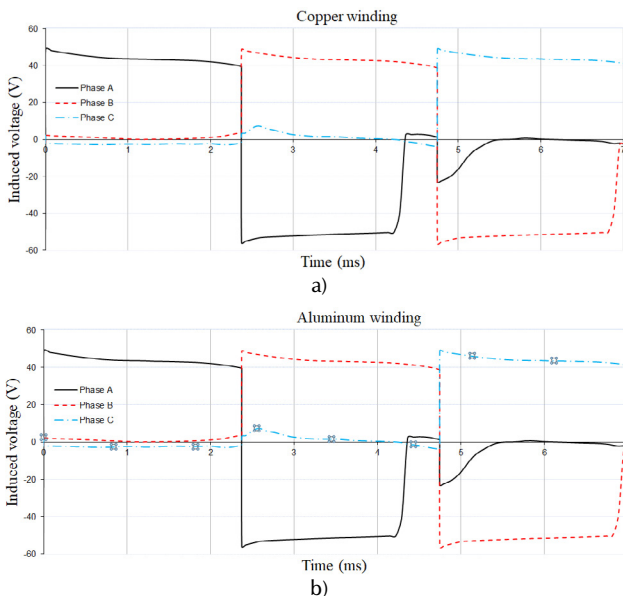 Copper winding
60
40
20
0
-20
-40
-60
Induced voltage (V)
Phase A
Phase B
Phase C
0 1 2 3 4 5 6 7
Time (ms)
a)
Aluminum winding
60
40
20
0
-20
-40
-60
Induced voltage (V)
Phase A
Phase B
Phase C
0 1 2 3 4 5 6
Time (ms)
b)